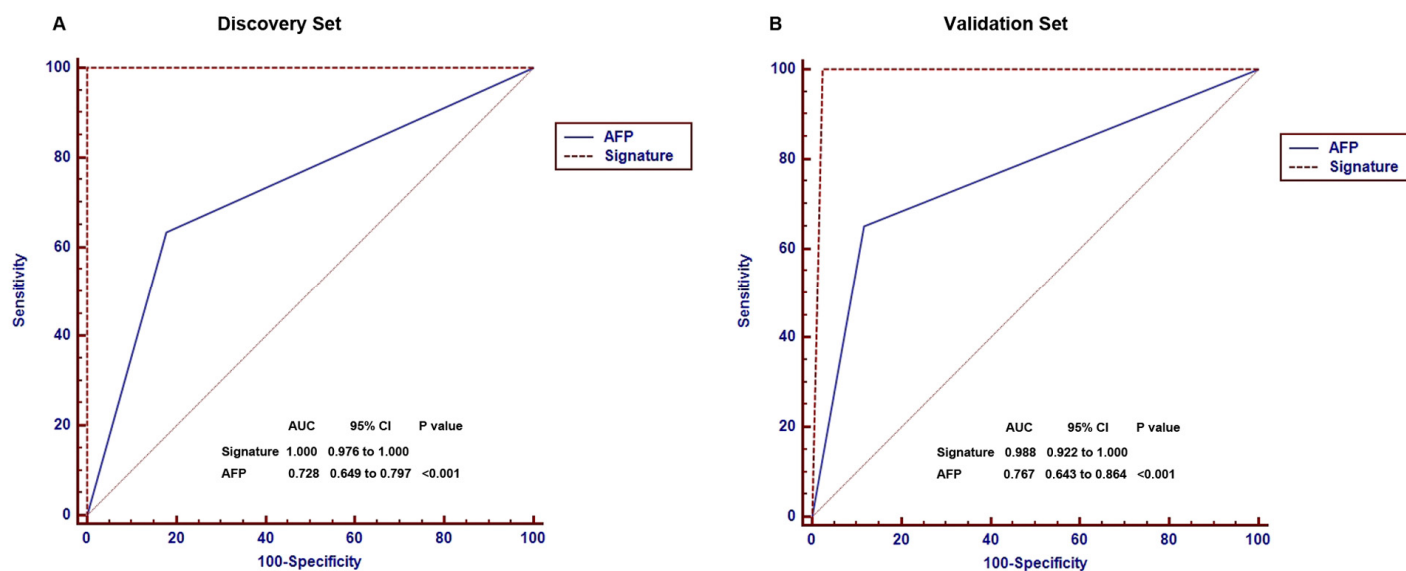 A Discovery Set
100
80
60
40
20
0
Sensitivity
0 20 40 60 80 100
100-Specificity
AFP
Signature
AUC 95% CI P value
Signature 1.000 0.976 to 1.000
AFP 0.728 0.649 to 0.797 <0.001
B Validation Set
100
80
60
40
20
0
Sensitivity
0 20 40 60 80 100
100-Specificity
AFP
Signature
AUC 95% CI P value
Signature 0.988 0.922 to 1.000
AFP 0.767 0.643 to 0.864 <0.001